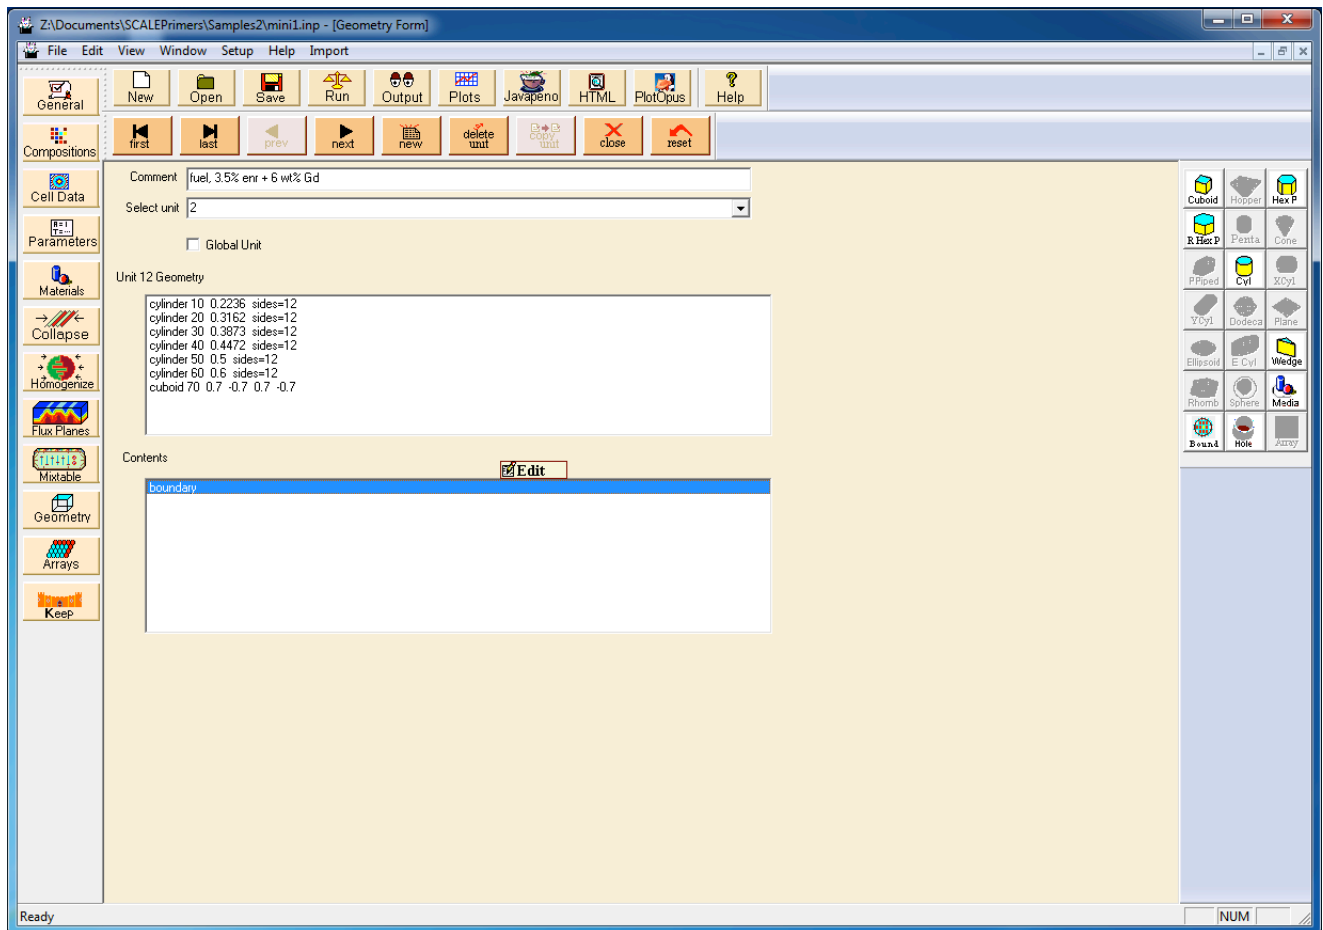 Z:\Documents\SCALEPrimers\Samples2\mini1.inp - [Geometry Form]
File Edit View Window Setup Help Import
General
New Open Save Run Output Plots Javapeno HTML PlotOpus Help
Compositions
first last prev next new delete unit copy unit close reset
Cell Data
Parameters
Materials
Collapse
Homogenize
Flux Planes
Mixtable
Geometry
Arrays
Keep
Comment fuel, 3.5% enr + 6 wt% Gd
Select unit 2
Global Unit
Unit 12 Geometry
cylinder 10 0.2236 sides=12
cylinder 20 0.3162 sides=12
cylinder 30 0.3873 sides=12
cylinder 40 0.4472 sides=12
cylinder 50 0.5 sides=12
cylinder 60 0.6 sides=12
cuboid 70 0.7 -0.7 0.7 -0.7
Contents
Edit
boundary
Cuboid Hopper Hex P
R Hex P Penta Cone
PPiped Cyl XCyl
YCyl Dodeca Plane
Ellipsoid E Cyl Wedge
Rhomb Sphere Media
Bound Hole Array
Ready
NUM